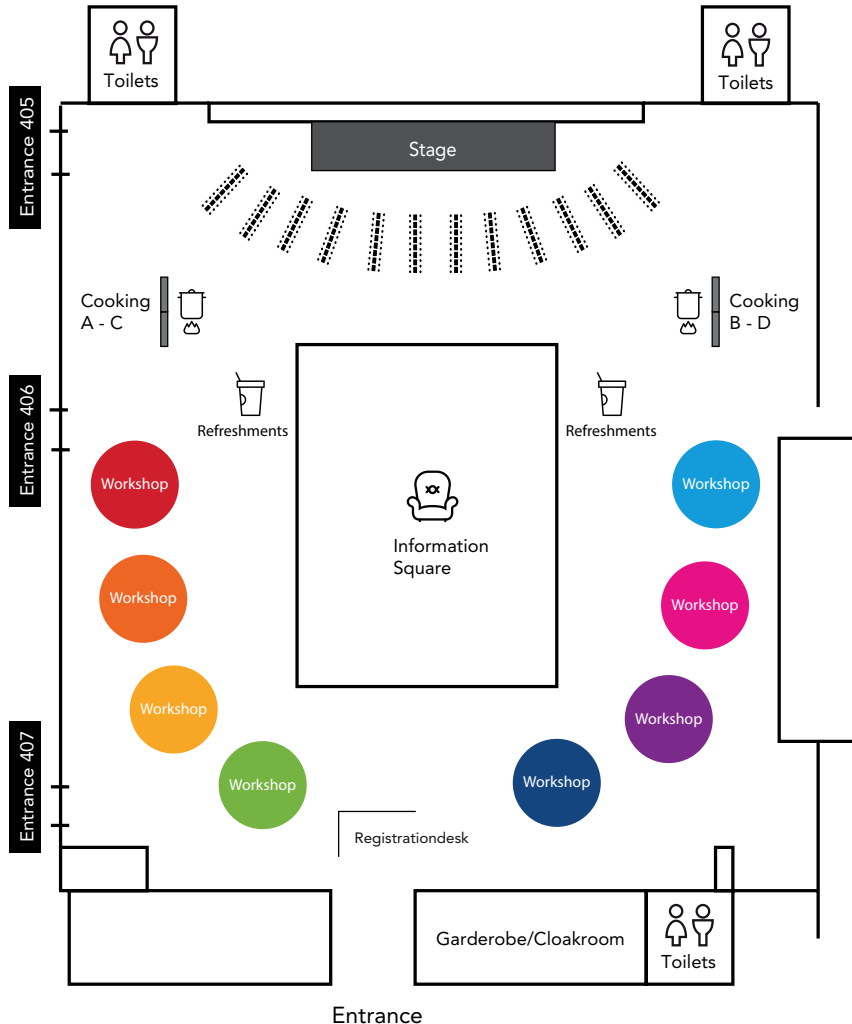 Toilets
Toilets
Entrance 405
Stage
Cooking
A - C
Cooking
B - D
Entrance 406
Refreshments
Refreshments
Workshop
Workshop
Information
Square
Workshop
Workshop
Workshop
Workshop
Entrance 407
Workshop
Workshop
Registrationdesk
Garderobe/Cloakroom
Toilets
Entrance